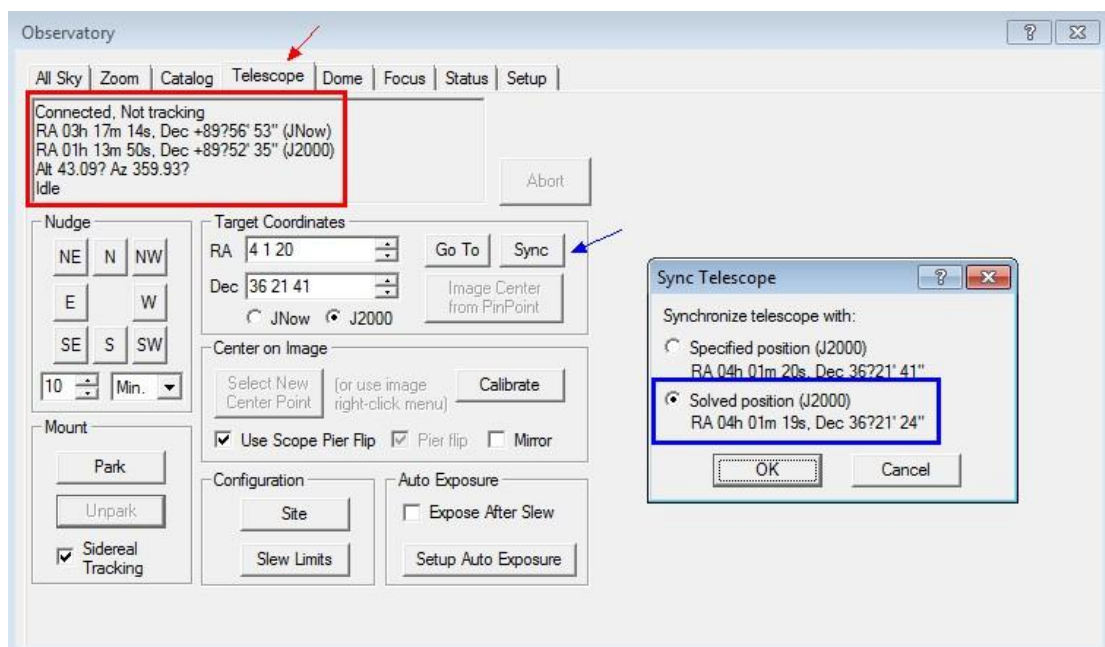 Observatory
All Sky Zoom Catalog Telescope Dome Focus Status Setup
Connected, Not tracking
RA 03h 17m 14s, Dec +89?56' 53" (JNow)
RA 01h 13m 50s, Dec +89?52' 35" (J2000)
Alt 43.09? Az 359.93?
Idle
Abort
Nudge
NE N NW
E W
SE S SW
10 Min.
Target Coordinates
RA 4 1 20
Dec 36 21 41
JNow J2000
Go To Sync
Image Center
from PinPoint
Center on Image
Select New
Center Point
(or use image
right-click menu)
Calibrate
Use Scope Pier Flip Pier flip Mirror
Mount
Park
Unpark
Sidereal
Tracking
Configuration
Site
Slew Limits
Auto Exposure
Expose After Slew
Setup Auto Exposure
Sync Telescope
Synchronize telescope with:
Specified position (J2000)
RA 04h 01m 20s, Dec 36?21' 41"
Solved position (J2000)
RA 04h 01m 19s, Dec 36?21' 24"
OK Cancel